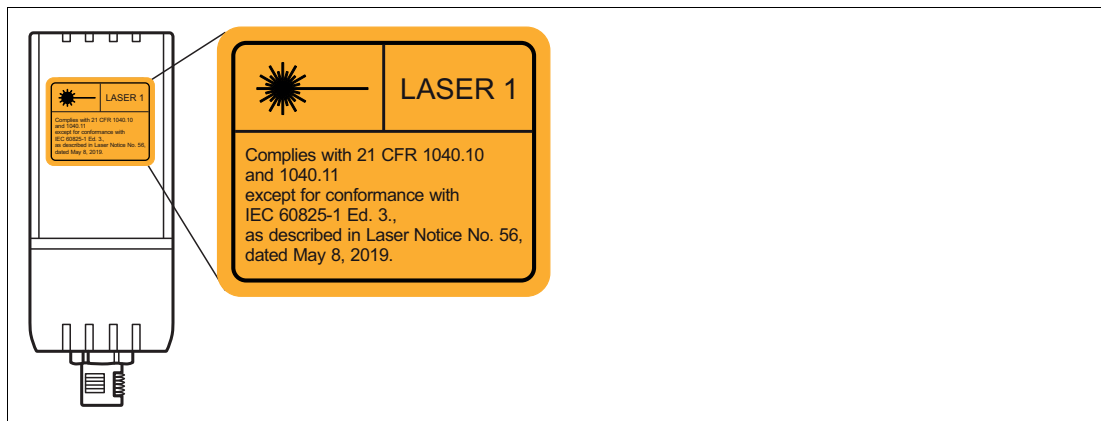 LASER 1
Complies with 21 CFR 1040.10
and 1040.11
except for conformance with
IEC 60825-1 Ed. 3.,
as described in Laser Notice No. 56,
dated May 8, 2019.
LASER 1
Complies with 21 CFR 1040.10
and 1040.11
except for conformance with
IEC 60825-1 Ed. 3.,
as described in Laser Notice No. 56,
dated May 8, 2019.